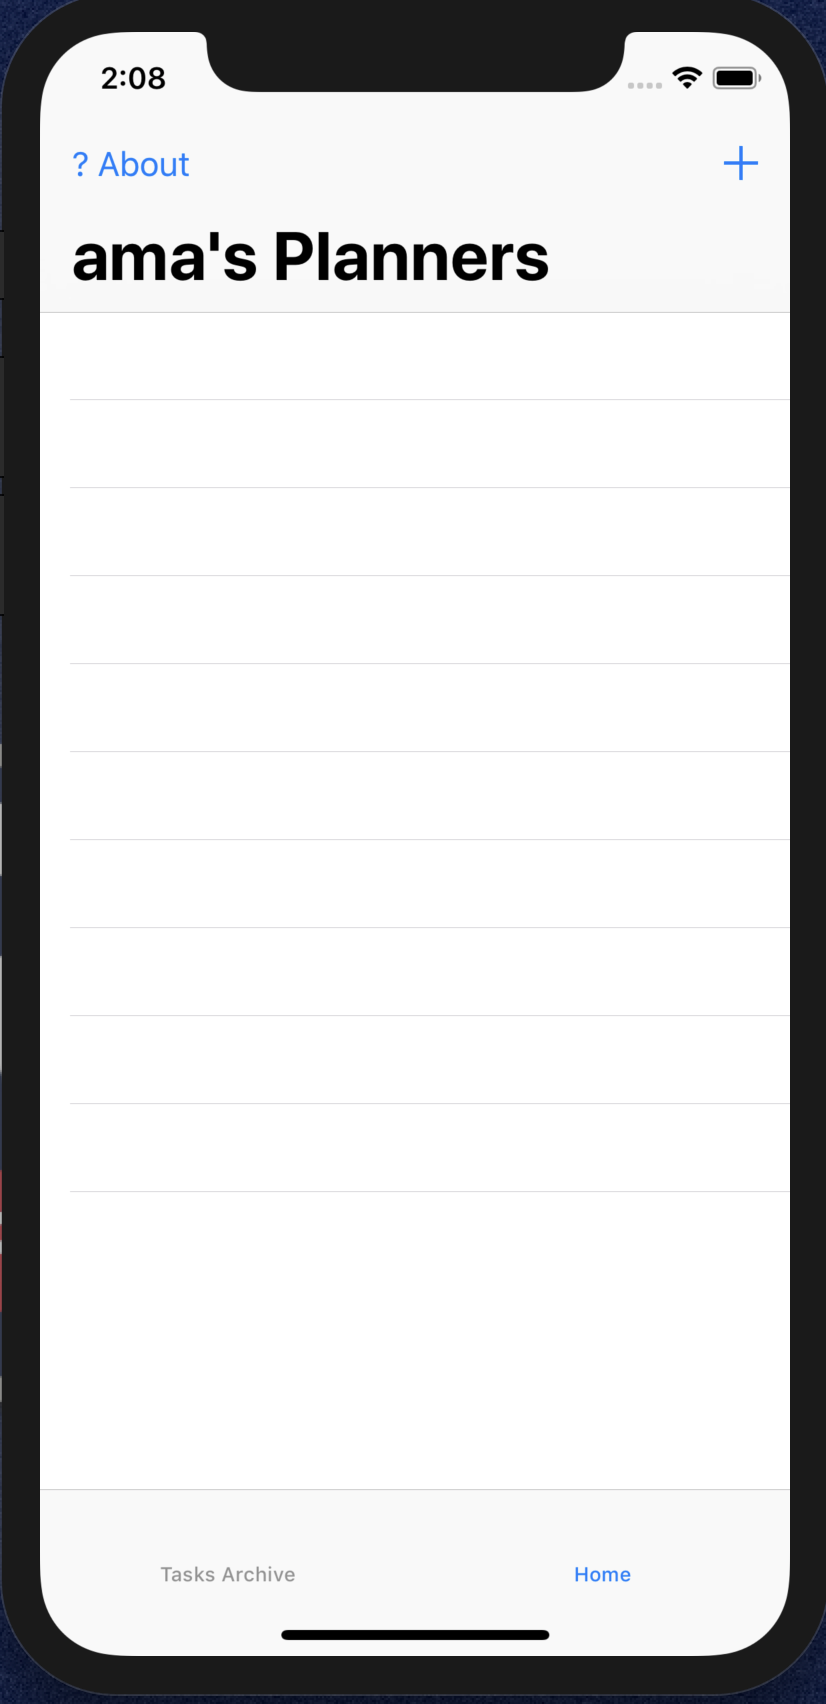 2:08
? About
ama's Planners
Tasks Archive
Home